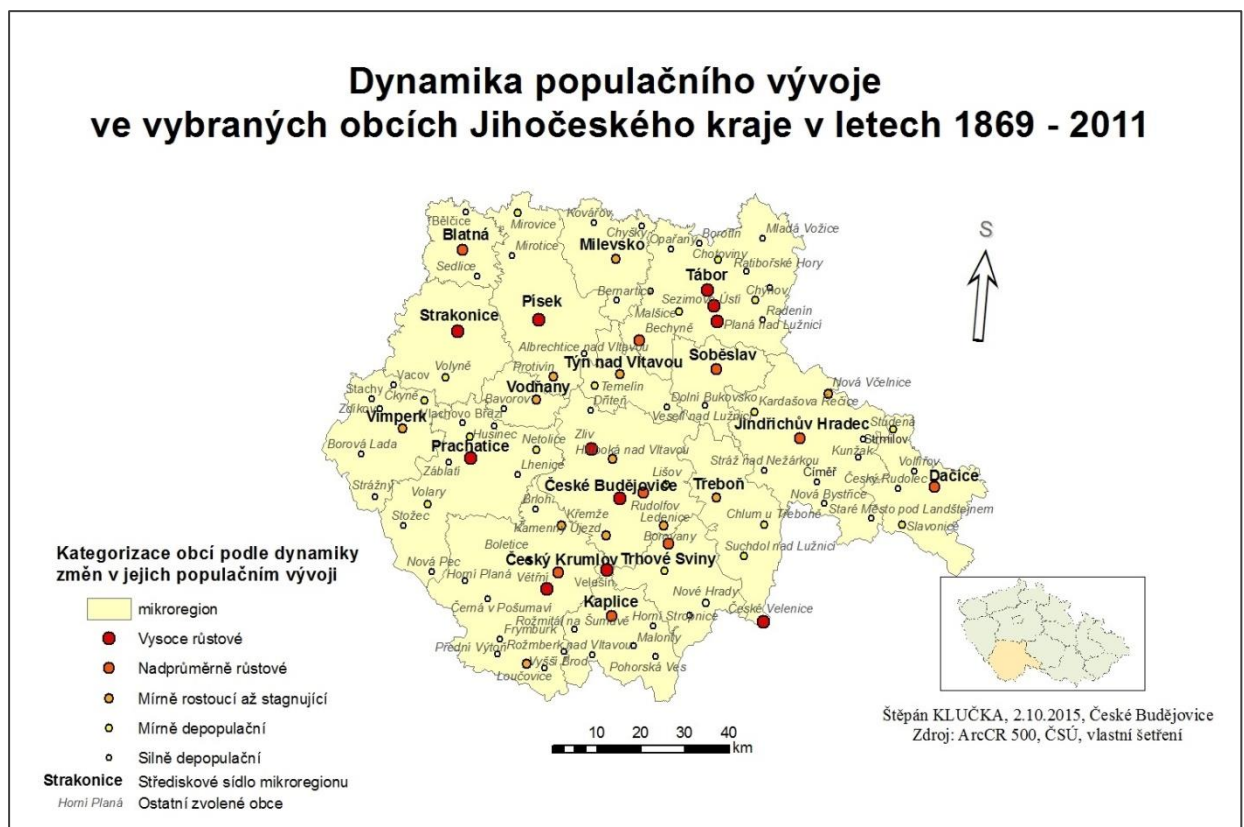 Dynamika populačního vývoje
ve vybraných obcích Jihočeského kraje v letech 1869 - 2011
S
Bělčice
Mirovice
Kovářov
Chyšky
Opařany
Borotín
Mladá Vožice
Blatná
Mirotice
Milevsko
Chotoviny
Ratibořské Hory
Sedlice
Tábor
Chýnov
Bernartice
Sezimovo Ústí
Písek
Malšice
Radenín
Strakonice
Planá nad Lužnicí
Bechyně
Albrechtice nad Vltavou
Soběslav
Týn nad Vltavou
Volyně
Protivín
Vacov
Vodňany
Temelín
Nová Včelnice
Stachy
Čkyně
Bavorov
Dříteň
Dolní Bukovsko
Kardašova Řečice
Zdíkov
Vlachovo Březí
Veselí nad Lužnicí
Vimperk
Husinec
Jindřichův Hradec
Studená
Strmilov
Borová Lada
Prachatice
Netolice
Zliv
Hluboká nad Vltavou
Kunžak
Záblatí
Lhenice
Lišov
Stráž nad Nežárkou
Volfířov
Číměř
Český Rudolec
Dačice
Strážný
České Budějovice
Třeboň
Volary
Rudolfov
Nová Bystřice
Brloh
Křemže
Ledenice
Chlum u Třeboně
Staré Město pod Landštejnem
Stožec
Kamenný Újezd
Borovany
Slavonice
Boletice
Suchdol nad Lužnicí
Nová Pec
Český Krumlov
Trhové Sviny
Horní Planá
Větřní
Velešín
Nové Hrady
Černá v Pošumaví
Kaplice
České Velenice
Rožmitál na Šumavě
Horní Stropnice
Frymburk
Malonty
Přední Výtoň
Rožmberk nad Vltavou
Vyšší Brod
Pohorská Ves
Loučovice
Kategorizace obcí podle dynamiky
změn v jejich populačním vývoji
mikroregion
Vysoce růstové
Nadprůměrně růstové
Mírně rostoucí až stagnující
Mírně depopulační
Silně depopulační
Strakonice Střediskové sídlo mikroregionu
Horní Planá Ostatní zvolené obce
0 10 20 30 40
km
Štěpán KLUČKA, 2.10.2015, České Budějovice
Zdroj: ArcCR 500, ČSÚ, vlastní šetření